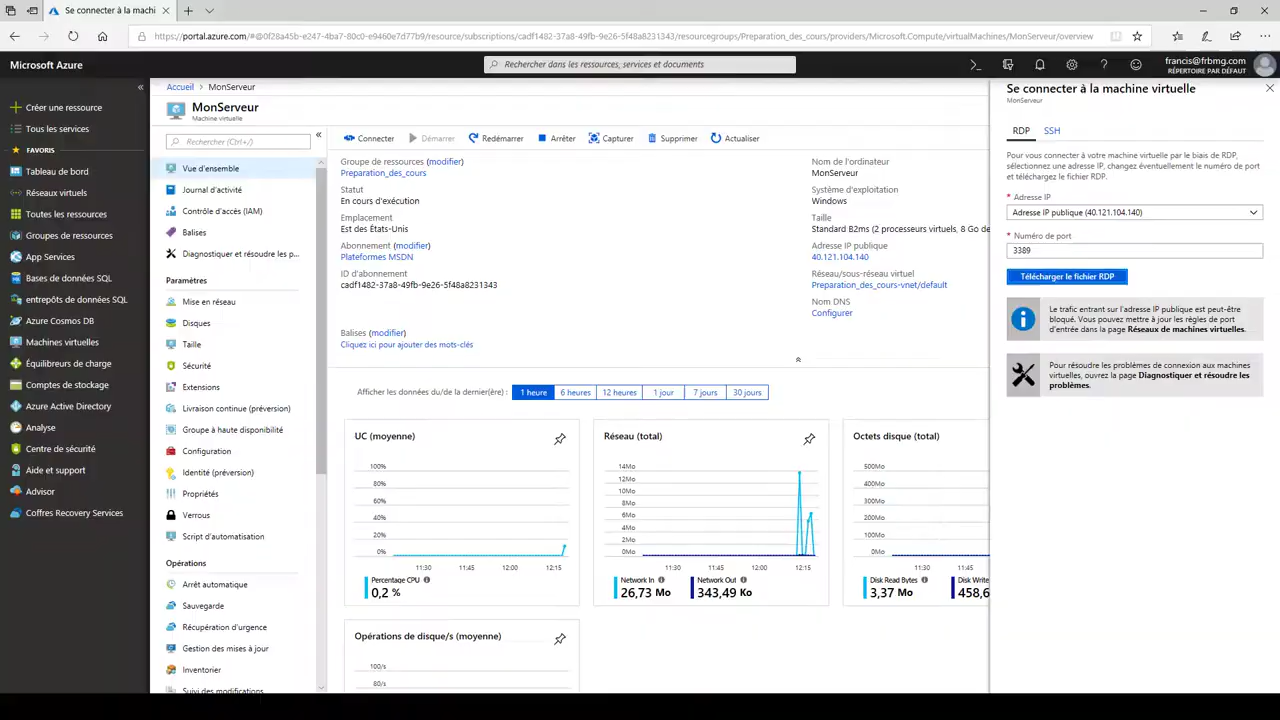 Se connecter à la machi
https://portal.azure.com/#@0f28a45b-e247-4ba7-80c0-e9460e7d77b9/resource/subscriptions/cadf1482-37a8-49fb-9e26-5f48a8231343/resourcegroups/Preparation_des_cours/providers/Microsoft.Compute/virtualMachines/MonServeur/overview
Microsoft Azure
Rechercher dans les ressources, services et documents
francis@frbmg.com
RÉPERTOIRE PAR DÉFAUT
Créer une ressource
Tous les services
FAVORIS
Tableau de bord
Réseaux virtuels
Toutes les ressources
Groupes de ressources
App Services
Bases de données SQL
entrepôts de données SQL
Azure Cosmos DB
Machines virtuelles
Équilibreurs de charge
Comptes de stockage
Azure Active Directory
Analyse
Centre de sécurité
Aide et support
Advisor
Coffres Recovery Services
Accueil > MonServeur
MonServeur
Machine virtuelle
Rechercher (Ctrl+/)
Vue d'ensemble
Journal d'activité
Contrôle d'accès (IAM)
Balises
Diagnostiquer et résoudre les p...
Paramètres
Mise en réseau
Disques
Taille
Sécurité
Extensions
Livraison continue (préversion)
Groupe à haute disponibilité
Configuration
Identité (préversion)
Propriétés
Verrous
Script d'automatisation
Opérations
Arrêt automatique
Sauvegarde
Récupération d'urgence
Gestion des mises à jour
Inventorier
Suivi des modifications
Connecter Démarrer Redémarrer Arrêter Capturer Supprimer Actualiser
Groupe de ressources (modifier)
Preparation_des_cours
Statut
En cours d'exécution
Emplacement
Est des États-Unis
Abonnement (modifier)
Plateformes MSDN
ID d'abonnement
cadf1482-37a8-49fb-9e26-5f48a8231343
Balises (modifier)
Cliquez ici pour ajouter des mots-clés
Nom de l'ordinateur
MonServeur
Système d'exploitation
Windows
Taille
Standard B2ms (2 processeurs virtuels, 8 Go de
Adresse IP publique
40.121.104.140
Réseau/sous-réseau virtuel
Preparation_des_cours-vnet/default
Nom DNS
Configurer
Afficher les données du/de la dernier(ère) : 1 heure 6 heures 12 heures 1 jour 7 jours 30 jours
UC (moyenne)
100%
80%
60%
40%
20%
0%
11:30 11:45 12:00 12:15
Percentage CPU
0,2 %
Réseau (total)
14Mo
12Mo
10Mo
8Mo
6Mo
4Mo
2Mo
0Mo
11:30 11:45 12:00 12:15
Network In Network Out
26,73 Mo 343,49 Ko
Octets disque (total)
500Mo
400Mo
300Mo
200Mo
100Mo
0Mo
11:30 11:45
Disk Read Bytes Disk Write
3,37 Mo 458,6
Opérations de disque/s (moyenne)
100/s
80/s
Se connecter à la machine virtuelle
MonServeur
RDP SSH
Pour vous connecter à votre machine virtuelle par le biais de RDP,
sélectionnez une adresse IP, changez éventuellement le numéro de port
et téléchargez le fichier RDP.
* Adresse IP
Adresse IP publique (40.121.104.140)
* Numéro de port
3389
Télécharger le fichier RDP
Le trafic entrant sur l'adresse IP publique est peut-être
bloqué. Vous pouvez mettre à jour les règles de port
d'entrée dans la page Réseaux de machines virtuelles.
Pour résoudre les problèmes de connexion aux machines
virtuelles, ouvrez la page Diagnostiquer et résoudre les
problèmes.